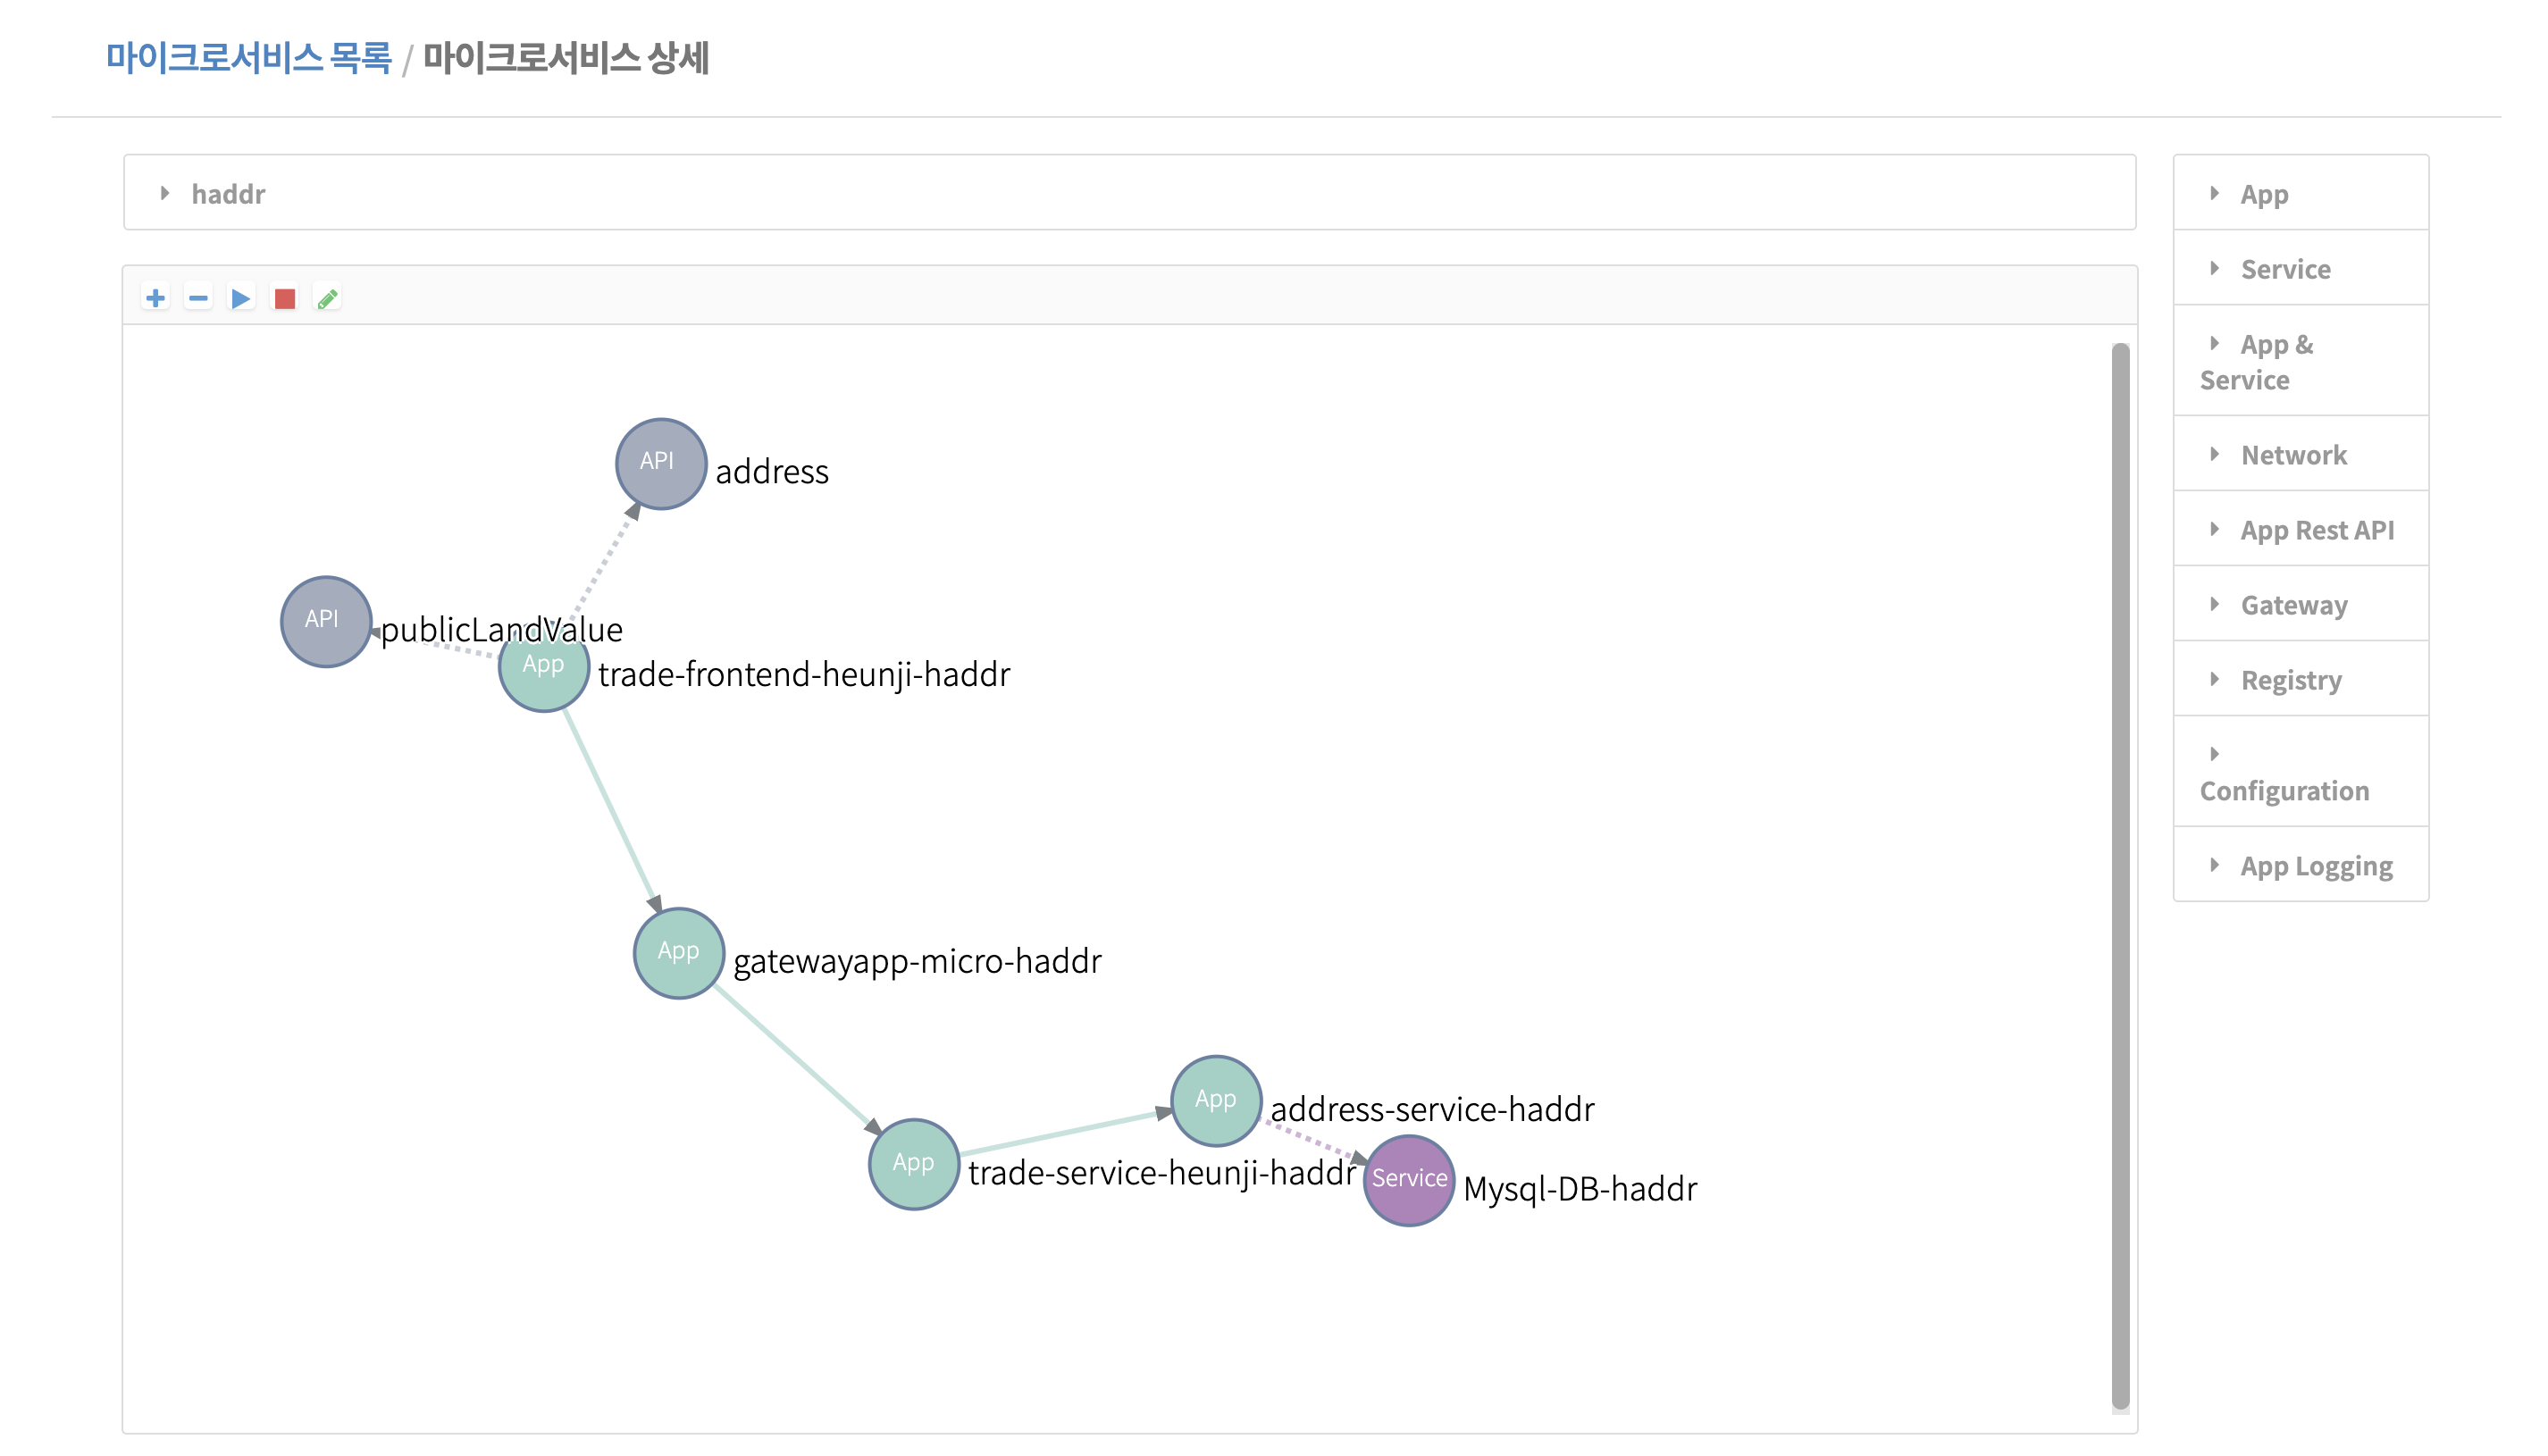 마이크로서비스 목록 / 마이크로서비스 상세
haddr
API
address
API
publicLandValue
App
trade-frontend-heunji-haddr
App
gatewayapp-micro-haddr
App
address-service-haddr
App
trade-service-heunji-haddr
Service
Mysql-DB-haddr
App
Service
App &
Service
Network
App Rest API
Gateway
Registry
Configuration
App Logging